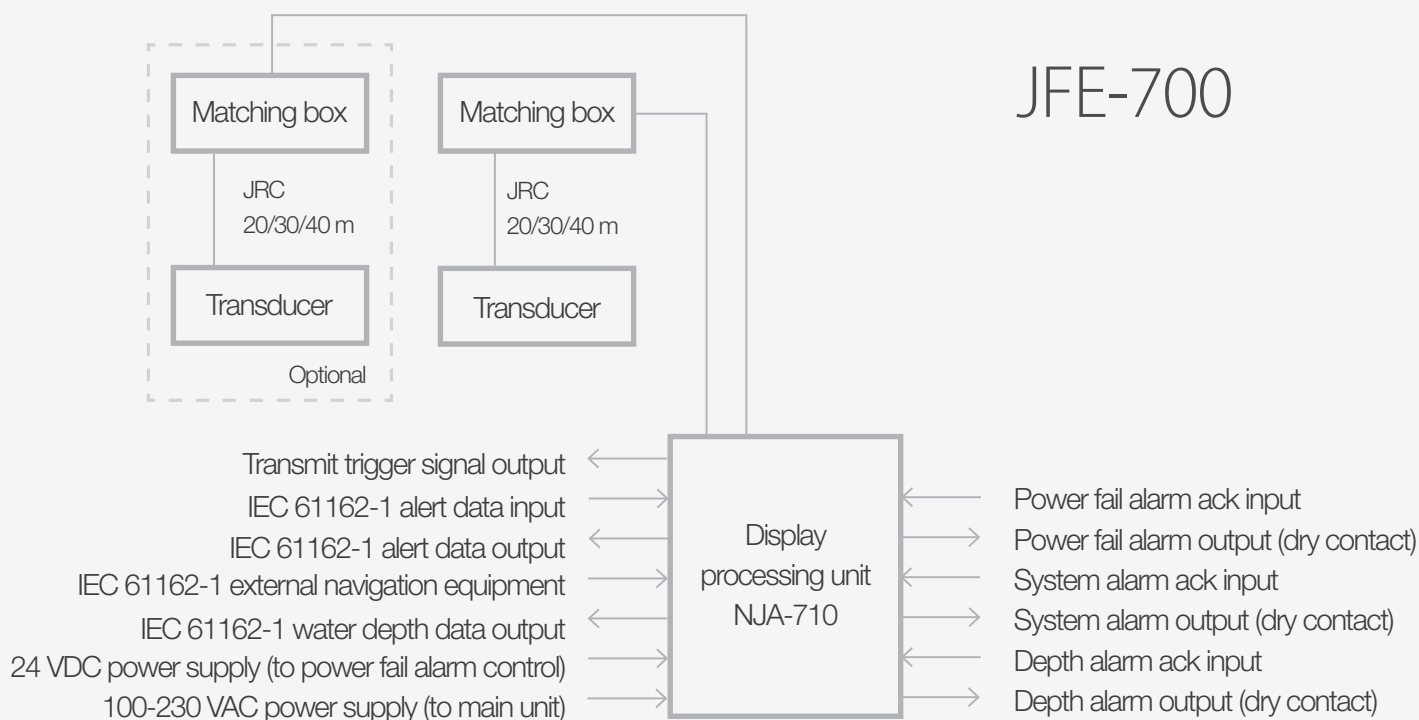 JFE-700
Matching box
Matching box
JRC
20/30/40 m
JRC
20/30/40 m
Transducer
Transducer
Optional
Transmit trigger signal output
IEC 61162-1 alert data input
IEC 61162-1 alert data output
IEC 61162-1 external navigation equipment
IEC 61162-1 water depth data output
24 VDC power supply (to power fail alarm control)
100-230 VAC power supply (to main unit)
Display
processing unit
NJA-710
Power fail alarm ack input
Power fail alarm output (dry contact)
System alarm ack input
System alarm output (dry contact)
Depth alarm ack input
Depth alarm output (dry contact)